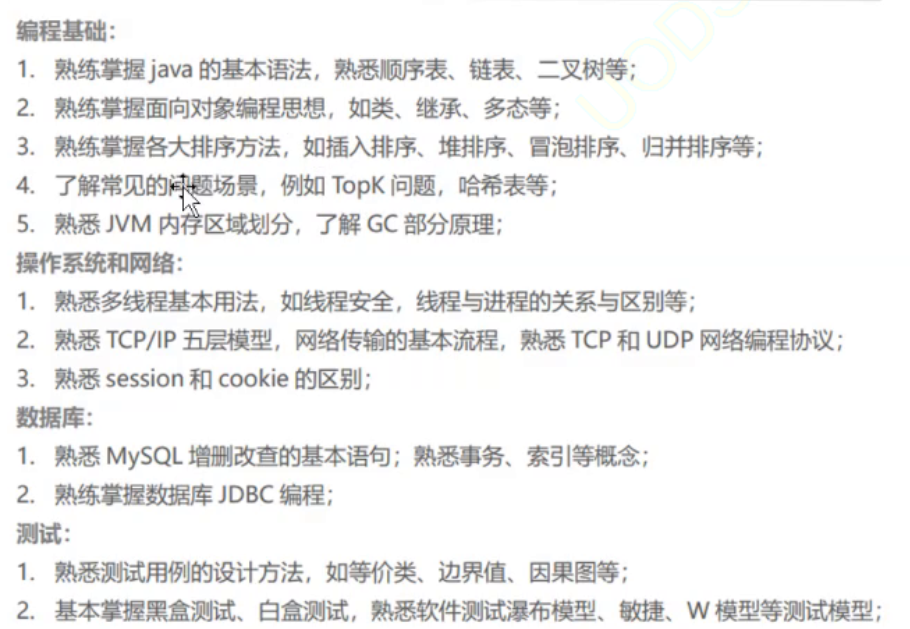 编程基础：
1. 熟练掌握 java 的基本语法，熟悉顺序表、链表、二叉树等；
2. 熟练掌握面向对象编程思想，如类、继承、多态等；
3. 熟练掌握各大排序方法，如插入排序、堆排序、冒泡排序、归并排序等；
4. 了解常见的问题场景，例如 TopK 问题，哈希表等；
5. 熟悉 JVM 内存区域划分，了解 GC 部分原理；
操作系统和网络：
1. 熟悉多线程基本用法，如线程安全，线程与进程的关系与区别等；
2. 熟悉 TCP/IP 五层模型，网络传输的基本流程，熟悉 TCP 和 UDP 网络编程协议；
3. 熟悉 session 和 cookie 的区别；
数据库：
1. 熟悉 MySQL 增删改查的基本语句；熟悉事务、索引等概念；
2. 熟练掌握数据库 JDBC 编程；
测试：
1. 熟悉测试用例的设计方法，如等价类、边界值、因果图等；
2. 基本掌握黑盒测试、白盒测试，熟悉软件测试瀑布模型、敏捷、W 模型等测试模型；